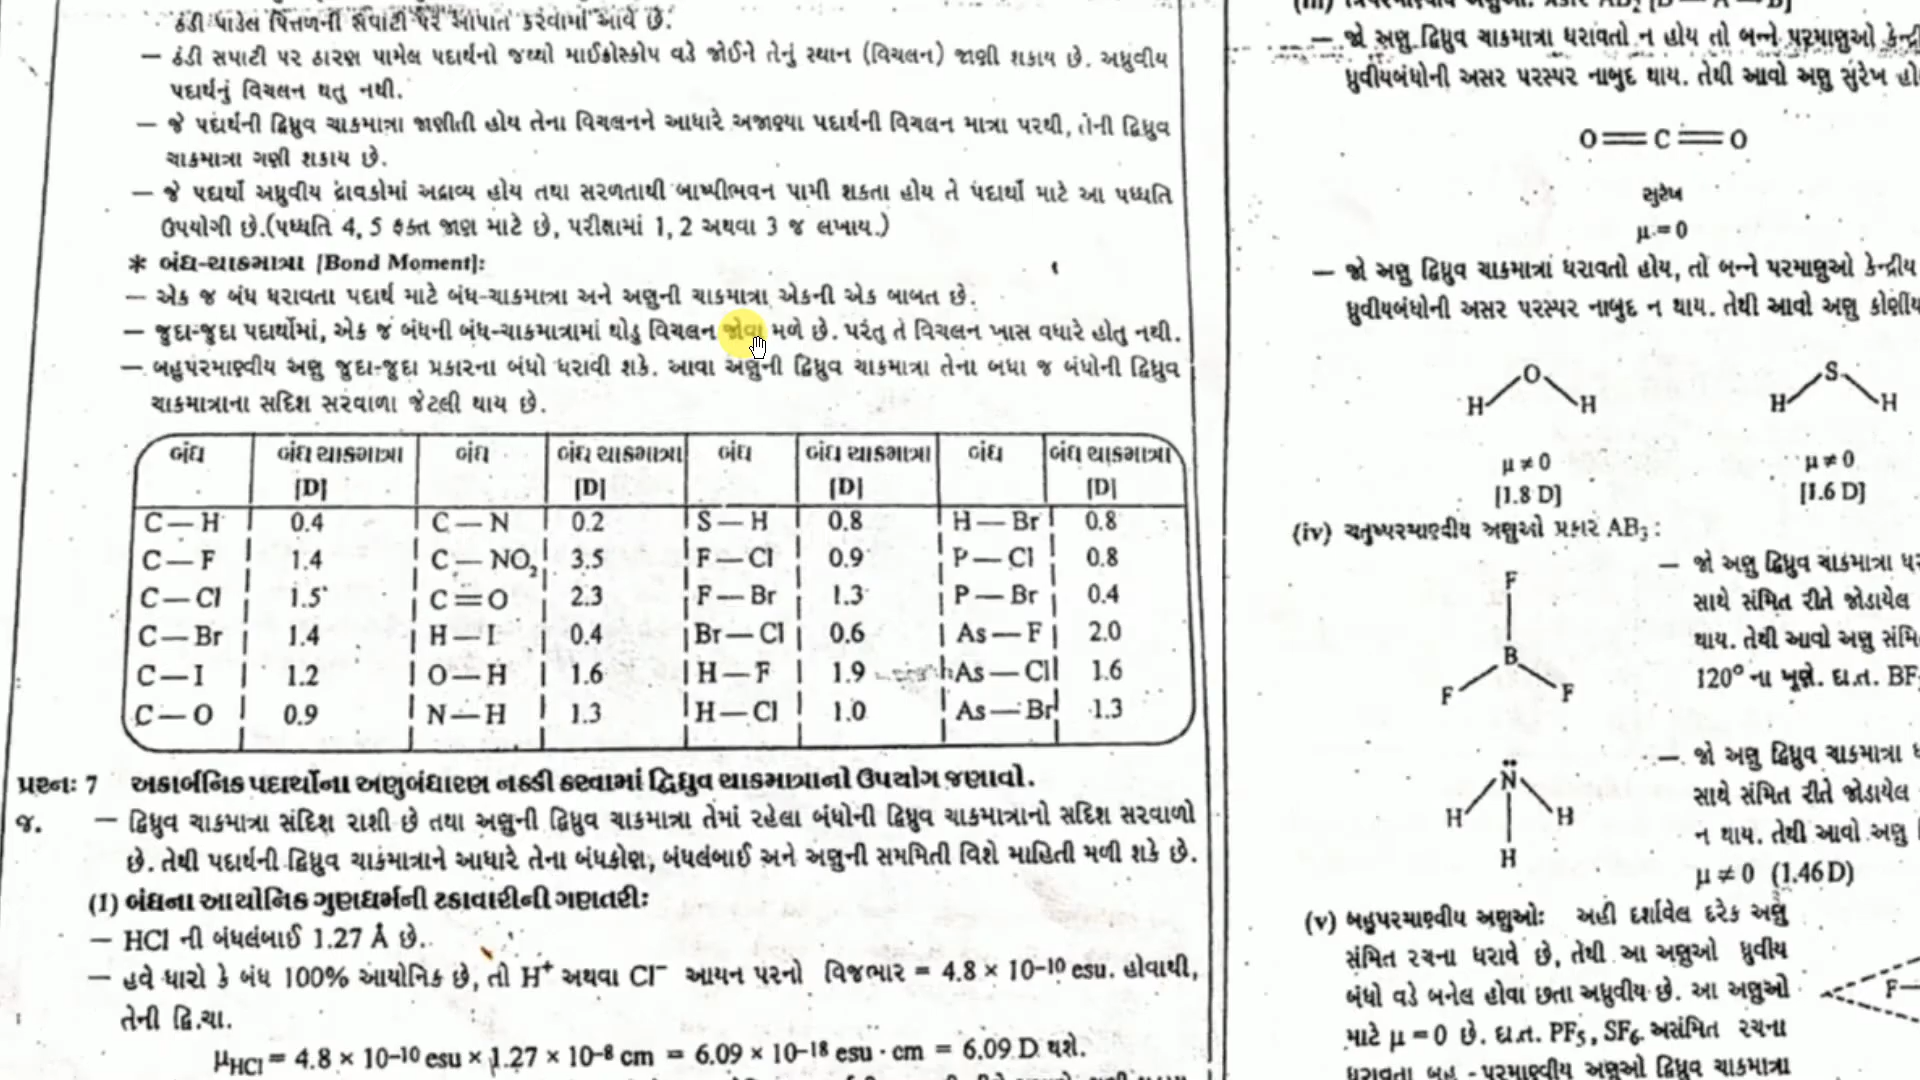 ઠંડી પાડેલ પિત્તળની સપાટી પર આપાત કરવામાં આવે છે.
— ઠંડી સપાટી પર ઠારણ પામેલ પદાર્થનો જથ્થો માઈક્રોસ્કોપ વડે જોઈને તેનું સ્થાન (વિચલન) જાણી શકાય છે. અધ્રુવીય
પદાર્થનું વિચલન થતુ નથી.
— જે પદાર્થની દ્વિધ્રુવ ચાકમાત્રા જાણીતી હોય તેના વિચલનને આધારે અજાણ્યા પદાર્થની વિચલન માત્રા પરથી, તેની દ્વિધ્રુવ
ચાકમાત્રા ગણી શકાય છે.
— જે પદાર્થો અધ્રુવીય દ્રાવકોમાં અદ્રાવ્ય હોય તથા સરળતાથી બાષ્પીભવન પામી શકતા હોય તે પદાર્થો માટે આ પધ્ધતિ
ઉપયોગી છે.(પધ્ધતિ 4, 5 ફક્ત જાણ માટે છે, પરીક્ષામાં 1, 2 અથવા 3 જ લખાય.)
* બંધ-ચાકમાત્રા [Bond Moment]:
— એક જ બંધ ધરાવતા પદાર્થ માટે બંધ-ચાકમાત્રા અને અણુની ચાકમાત્રા એકની એક બાબત છે.
— જુદા-જુદા પદાર્થોમાં, એક જ બંધની બંધ-ચાકમાત્રામાં થોડુ વિચલન જોવા મળે છે. પરંતુ તે વિચલન ખાસ વધારે હોતુ નથી.
— બહુપરમાણ્વીય અણુ જુદા-જુદા પ્રકારના બંધો ધરાવી શકે. આવા અણુની દ્વિધ્રુવ ચાકમાત્રા તેના બધા જ બંધોની દ્વિધ્રુવ
ચાકમાત્રાના સદિશ સરવાળા જેટલી થાય છે.
બંધ બંધ ચાકમાત્રા બંધ બંધ ચાકમાત્રા બંધ બંધ ચાકમાત્રા બંધ બંધ ચાકમાત્રા
[D] [D] [D] [D]
C — H 0.4 C — N 0.2 S — H 0.8 H — Br 0.8
C — F 1.4 C — NO₂ 3.5 F — Cl 0.9 P — Cl 0.8
C — Cl 1.5 C = O 2.3 F — Br 1.3 P — Br 0.4
C — Br 1.4 H — I 0.4 Br — Cl 0.6 As — F 2.0
C — I 1.2 O — H 1.6 H — F 1.9 As — Cl 1.6
C — O 0.9 N — H 1.3 H — Cl 1.0 As — Br 1.3
પ્રશ્ન: 7 અકાર્બનિક પદાર્થોના અણુબંધારણ નક્કી કરવામાં દ્વિધ્રુવ ચાકમાત્રાનો ઉપયોગ જણાવો.
જ. — દ્વિધ્રુવ ચાકમાત્રા સદિશ રાશી છે તથા અણુની દ્વિધ્રુવ ચાકમાત્રા તેમાં રહેલા બંધોની દ્વિધ્રુવ ચાકમાત્રાનો સદિશ સરવાળો
છે. તેથી પદાર્થની દ્વિધ્રુવ ચાકમાત્રાને આધારે તેના બંધકોણ, બંધલંબાઈ અને અણુની સમમિતી વિશે માહિતી મળી શકે છે.
(1) બંધના આયોનિક ગુણધર્મની ટકાવારીની ગણતરી:
— HCl ની બંધલંબાઈ 1.27 Å છે.
— હવે ધારો કે બંધ 100% આયોનિક છે, તો H⁺ અથવા Cl⁻ આયન પરનો વિજભાર = 4.8 × 10⁻¹⁰ esu. હોવાથી,
તેની દ્વિ.ચા.
μHCl = 4.8 × 10⁻¹⁰ esu × 1.27 × 10⁻⁸ cm = 6.09 × 10⁻¹⁸ esu · cm = 6.09 D થશે.
(iii) ત્રિપરમાણ્વીય અણુઓ: પ્રકાર AB₂ [B — A — B]
— જો અણુ દ્વિધ્રુવ ચાકમાત્રા ધરાવતો ન હોય તો બન્ને પરમાણુઓ
ધ્રુવીયબંધોની અસર પરસ્પર નાબુદ થાય. તેથી આવો અણુ સુરેખ
O = C = O
સુરેખ
μ = 0
— જો અણુ દ્વિધ્રુવ ચાકમાત્રા ધરાવતો હોય, તો બન્ને પરમાણુઓ કેન્દ્રીય
ધ્રુવીયબંધોની અસર પરસ્પર નાબુદ ન થાય. તેથી આવો અણુ
O S
H H H H
μ ≠ 0 μ ≠ 0
[1.8 D] [1.6 D]
(iv) ચતુષ્પરમાણ્વીય અણુઓ પ્રકાર AB₃ :
— જો અણુ દ્વિધ્રુવ ચાકમાત્રા
F
સાથે સંમિત રીતે જોડાયેલ
થાય. તેથી આવો અણુ
B
120° ના ખૂણે. દા.ત. BF
F F
— જો અણુ દ્વિધ્રુવ ચાકમાત્રા
N
સાથે સંમિત રીતે જોડાયેલ
H H
ન થાય. તેથી આવો અણુ
H
μ ≠ 0 (1.46 D)
(v) બહુપરમાણ્વીય અણુઓ: અહી દર્શાવેલ દરેક અણુ
સંમિત રચના ધરાવે છે, તેથી આ અણુઓ ધ્રુવીય
બંધો વડે બનેલ હોવા છતા અધ્રુવીય છે. આ અણુઓ
F
માટે μ = 0 છે. દા.ત. PF₅, SF₆ અસંમિત રચના
ધરાવતા બહુ - પરમાણ્વીય અણુઓ દ્વિધ્રુવ ચાકમાત્રા